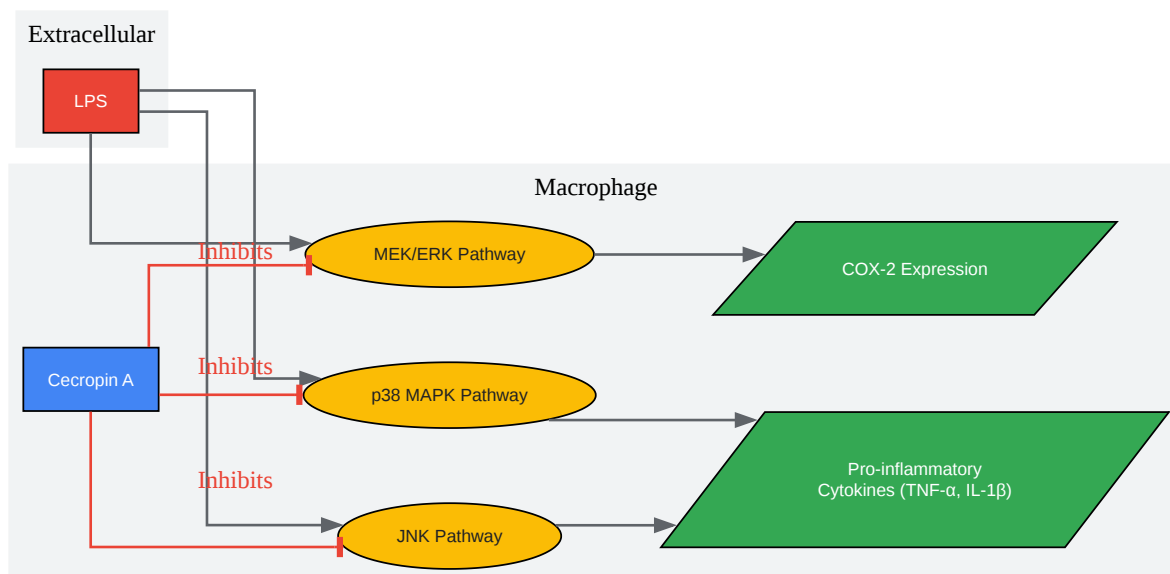 Extracellular
LPS
Macrophage
Inhibits
MEK/ERK Pathway
COX-2 Expression
Inhibits
Cecropin A
p38 MAPK Pathway
Inhibits
Pro-inflammatory
Cytokines (TNF-α, IL-1β)
JNK Pathway